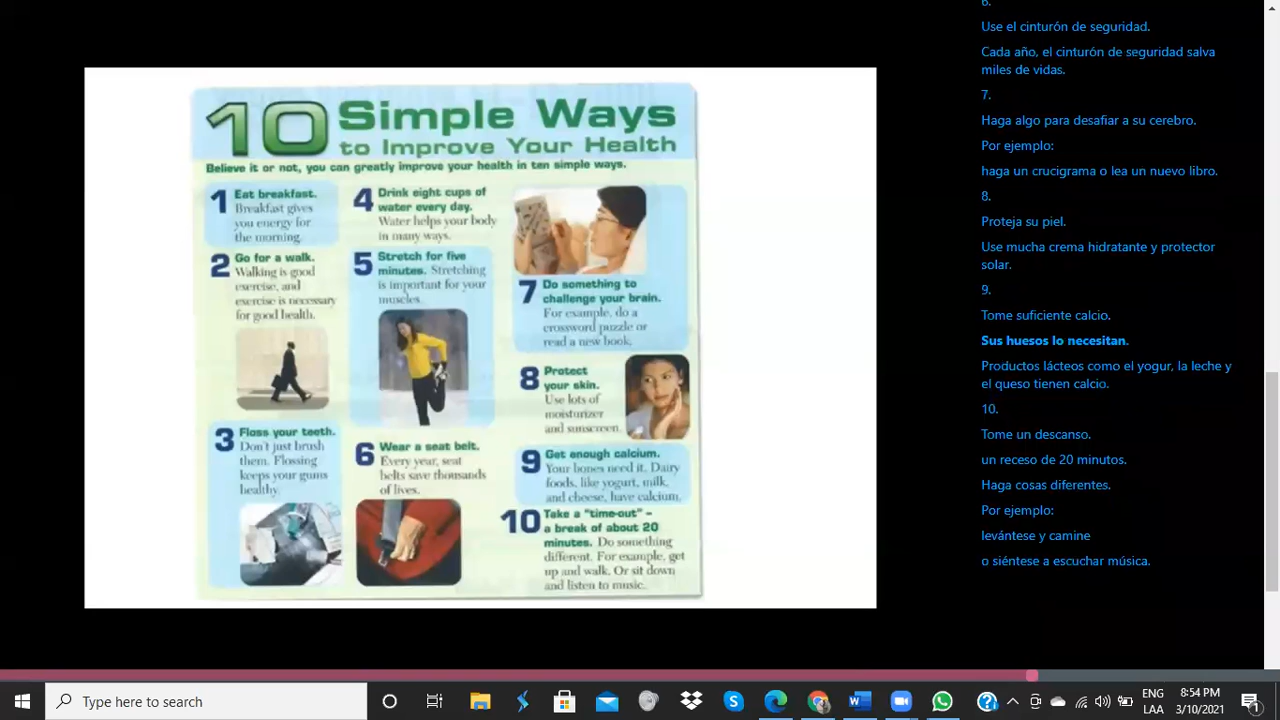 10 Simple Ways
to Improve Your Health
Believe it or not, you can greatly improve your health in ten simple ways.
1 Eat breakfast.
Breakfast gives
you energy for
the morning.
2 Go for a walk.
Walking is good
exercise, and
exercise is necessary
for good health.
3 Floss your teeth.
Don't just brush
them. Flossing
keeps your gums
healthy.
4 Drink eight cups of
water every day.
Water helps your body
in many ways.
5 Stretch for five
minutes. Stretching
is important for your
muscles.
6 Wear a seat belt.
Every year, seat
belts save thousands
of lives.
7 Do something to
challenge your brain.
For example, do a
crossword puzzle or
read a new book.
8 Protect
your skin.
Use lots of
moisturizer
and sunscreen.
9 Get enough calcium.
Your bones need it. Dairy
foods, like yogurt, milk,
and cheese, have calcium.
10 Take a "time-out" –
a break of about 20
minutes. Do something
different. For example, get
up and walk. Or sit down
and listen to music.
6.
Use el cinturón de seguridad.
Cada año, el cinturón de seguridad salva
miles de vidas.
7.
Haga algo para desafiar a su cerebro.
Por ejemplo:
haga un crucigrama o lea un nuevo libro.
8.
Proteja su piel.
Use mucha crema hidratante y protector
solar.
9.
Tome suficiente calcio.
Sus huesos lo necesitan.
Productos lácteos como el yogur, la leche y
el queso tienen calcio.
10.
Tome un descanso.
un receso de 20 minutos.
Haga cosas diferentes.
Por ejemplo:
levántese y camine
o siéntese a escuchar música.
Type here to search
ENG
LAA
8:54 PM
3/10/2021
1